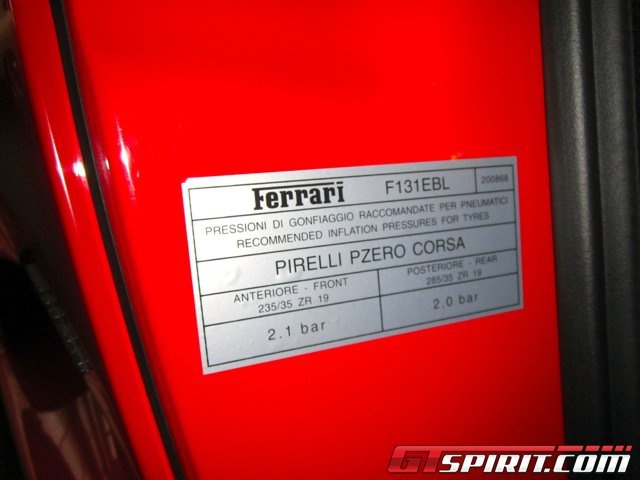 Ferrari F131EBL 200868
PRESSIONI DI GONFIAGGIO RACCOMANDATE PER PNEUMATICI
RECOMMENDED INFLATION PRESSURES FOR TYRES
PIRELLI PZERO CORSA
ANTERIORE - FRONT
235/35 ZR 19
POSTERIORE - REAR
285/35 ZR 19
2.1 bar
2.0 bar
GTSPIRIT.COM